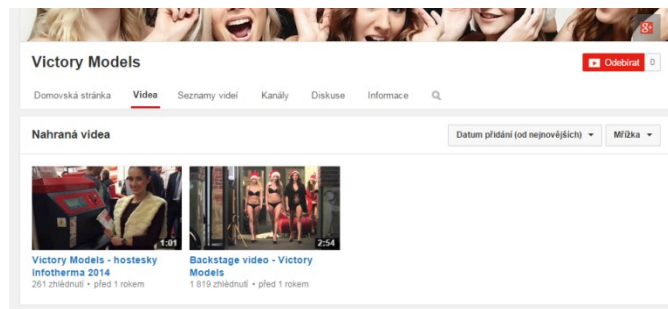 g+
Victory Models
Odebírat 0
Domovská stránka Videa Seznamy videí Kanály Diskuse Informace
Nahraná videa
Datum přidání (od nejnovějších) Mřížka
1:01
2:54
Victory Models - hostesky
Infotherma 2014
261 zhlédnutí • před 1 rokem
Backstage video - Victory
Models
1 819 zhlédnutí • před 1 rokem